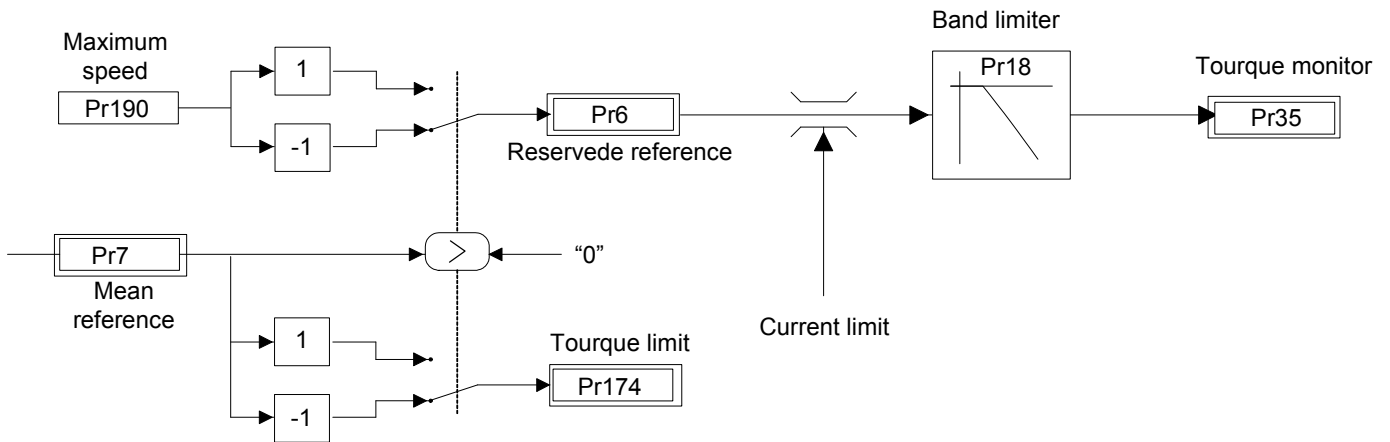 Band limiter
Maximum
speed
1
Pr18
Tourque monitor
Pr190
Pr6
Pr35
-1
Reservede reference
Pr7
>
“0”
Mean
reference
1
Tourque limit
Current limit
Pr174
-1